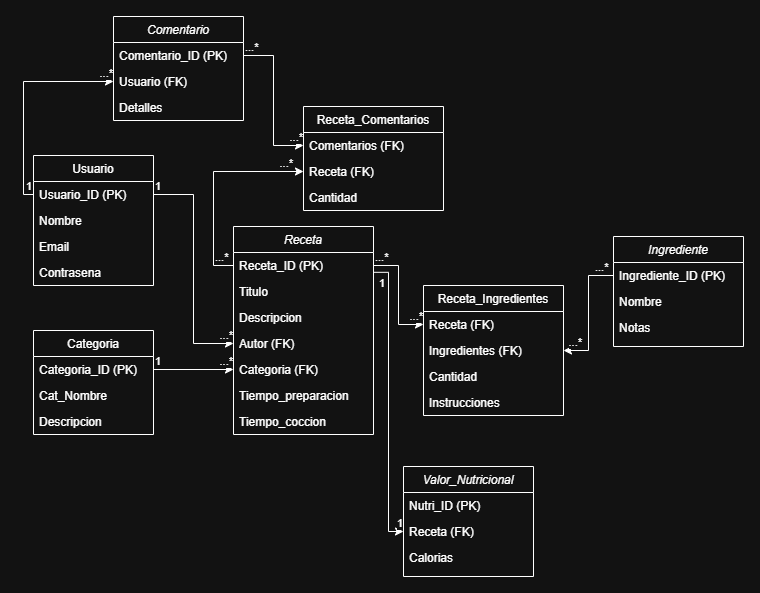 Comentario
Comentario_ID (PK)
...*
...*
Usuario (FK)
Detalles
Receta_Comentarios
...*
Comentarios (FK)
...*
Receta (FK)
Cantidad
Usuario
1
Usuario_ID (PK)
1
Nombre
Email
Contrasena
Receta
...*
Receta_ID (PK)
...*
1
Titulo
Descripcion
...*
Autor (FK)
...*
Categoria (FK)
Tiempo_preparacion
Tiempo_coccion
Ingrediente
...*
Ingrediente_ID (PK)
Nombre
Notas
Receta_Ingredientes
...*
Receta (FK)
Ingredientes (FK)
...*
Cantidad
Instrucciones
Categoria
Categoria_ID (PK)
1
Cat_Nombre
Descripcion
Valor_Nutricional
Nutri_ID (PK)
1
Receta (FK)
Calorias